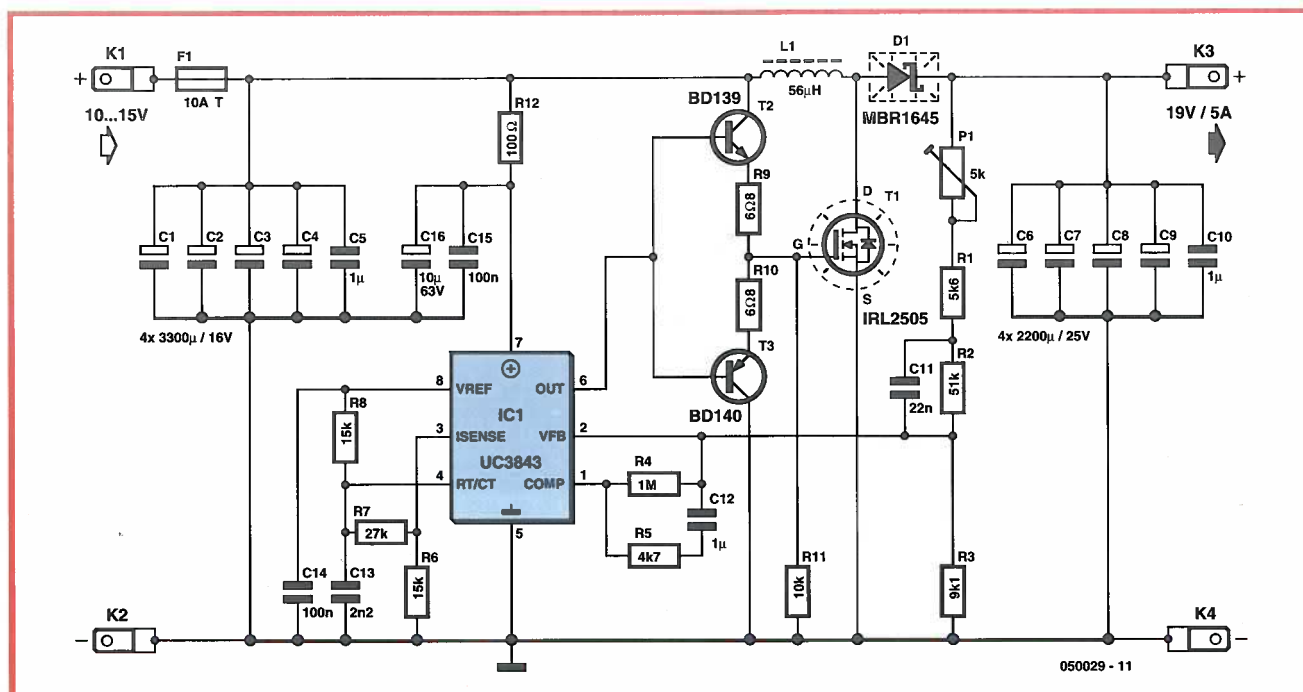 K1
+
10...15V
F1
10A T
R12
100Ω
L1
56µH
D1
MBR1645
K3
+
19V / 5A
BD139
T2
R9
6Ω8
R10
6Ω8
T3
BD140
D
T1
G
S
IRL2505
P1
5k
R1
5k6
R2
51k
C11
22n
C1
C2
C3
C4
C5
1µ
4x 3300µ / 16V
C16
10µ
63V
C15
100n
C6
C7
C8
C9
C10
1µ
4x 2200µ / 25V
7
8
VREF
OUT
6
IC1
3
ISENSE
VFB
2
UC3843
4
RT/CT
COMP
1
5
R8
15k
R7
27k
R6
15k
C14
100n
C13
2n2
R4
1M
R5
4k7
C12
1µ
R11
10k
R3
9k1
K2
-
K4
-
050029 - 11